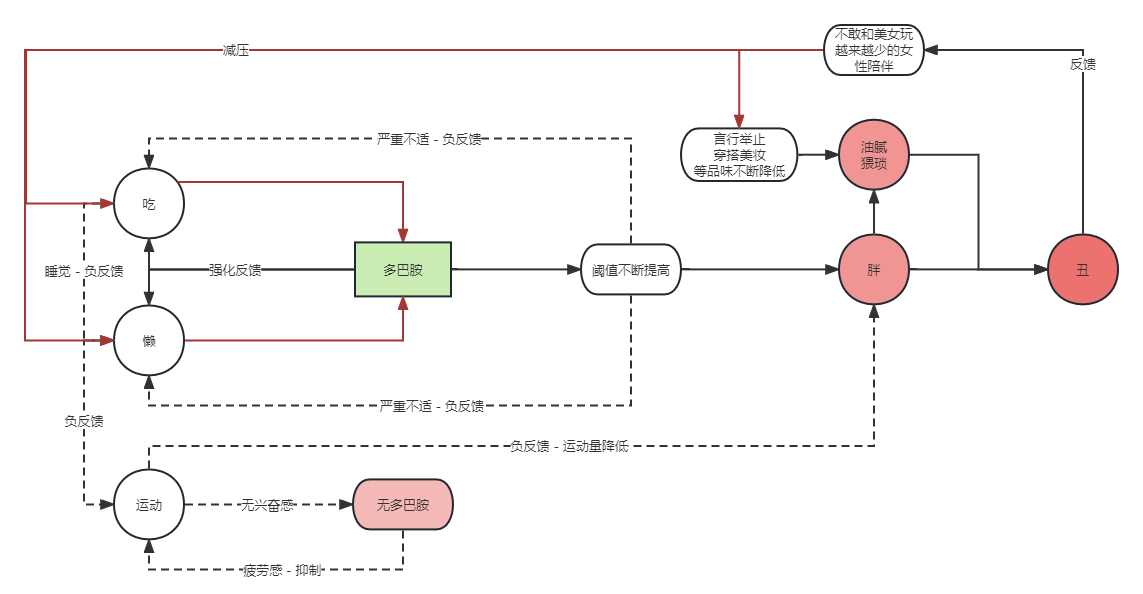 不敢和美女玩
越来越少的女
性陪伴
减压
反馈
严重不适 - 负反馈
言行举止
穿搭美妆
等品味不断降低
油腻
猥琐
吃
睡觉 - 负反馈
强化反馈
多巴胺
阈值不断提高
胖
丑
懒
严重不适 - 负反馈
负反馈
负反馈 - 运动量降低
运动
无兴奋感
无多巴胺
疲劳感 - 抑制